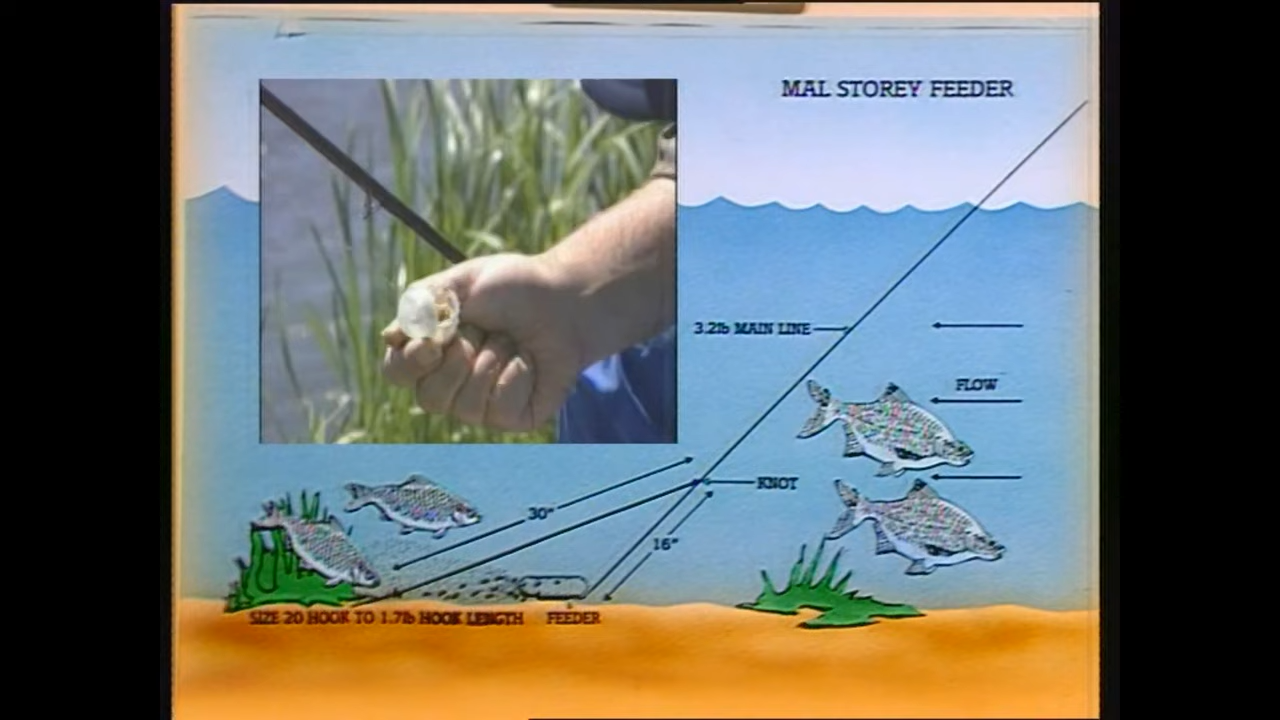 MAL STOREY FEEDER
3.2lb MAIN LINE
FLOW
KNOT
30"
16"
SIZE 20 HOOK TO 1.7lb HOOK LENGTH
FEEDER